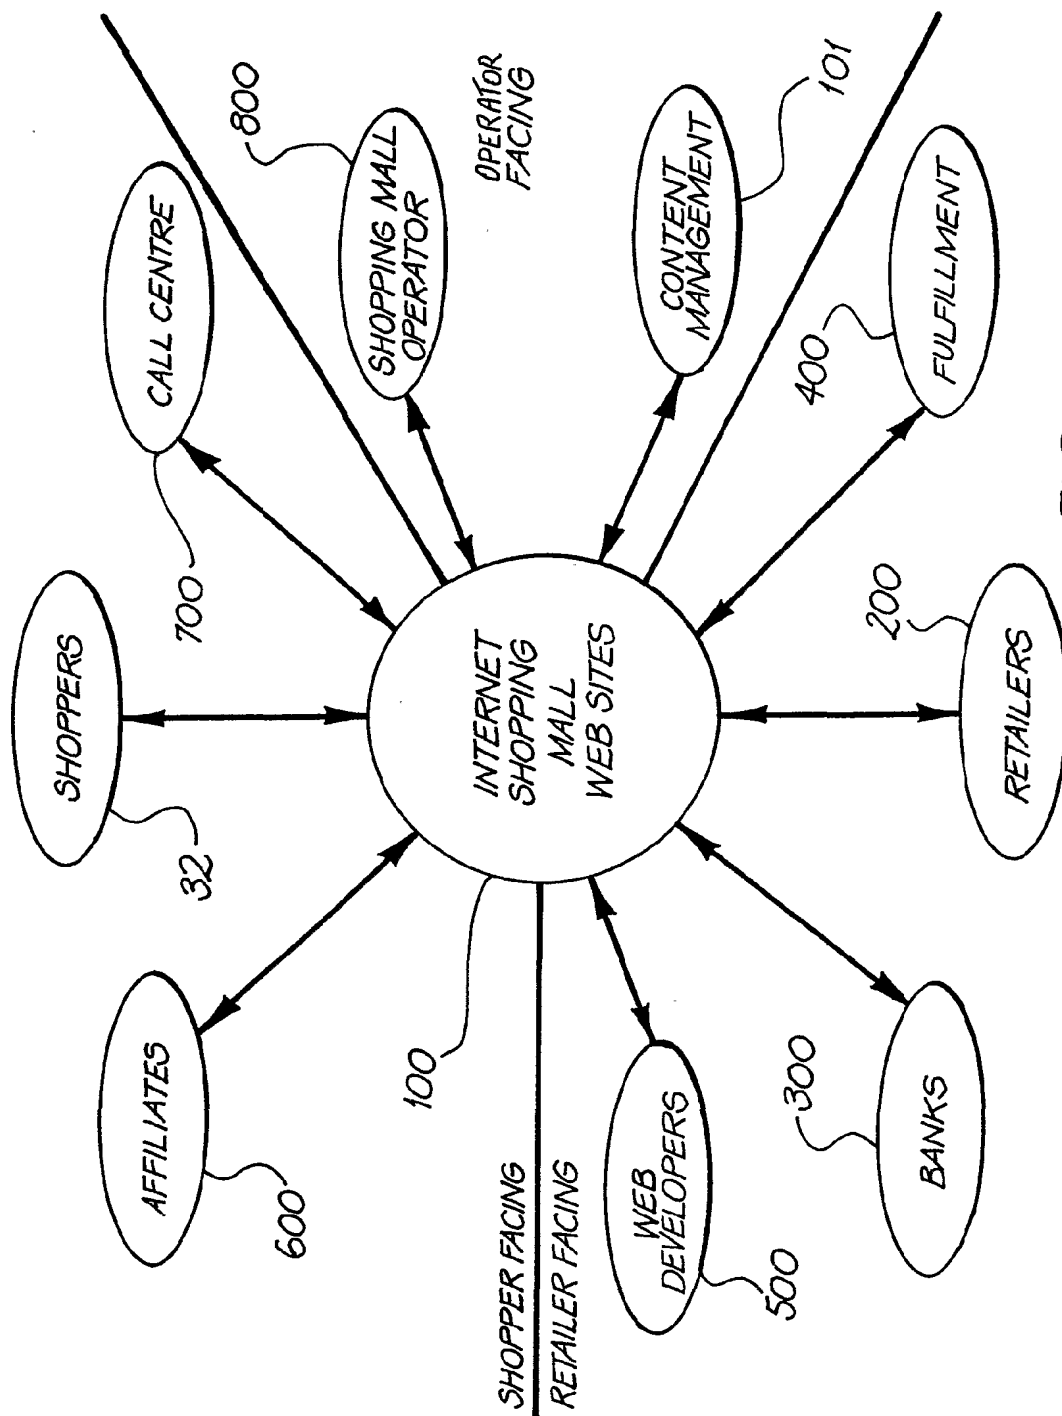 SHOPPERS
AFFILIATES
CALL CENTRE
32
600
700
800
SHOPPING MALL
OPERATOR
100
SHOPPER FACING
RETAILER FACING
INTERNET
SHOPPING
MALL
WEB SITES
OPERATOR
FACING
WEB
DEVELOPERS
CONTENT
MANAGEMENT
500
300
400
101
200
BANKS
FULFILLMENT
RETAILERS